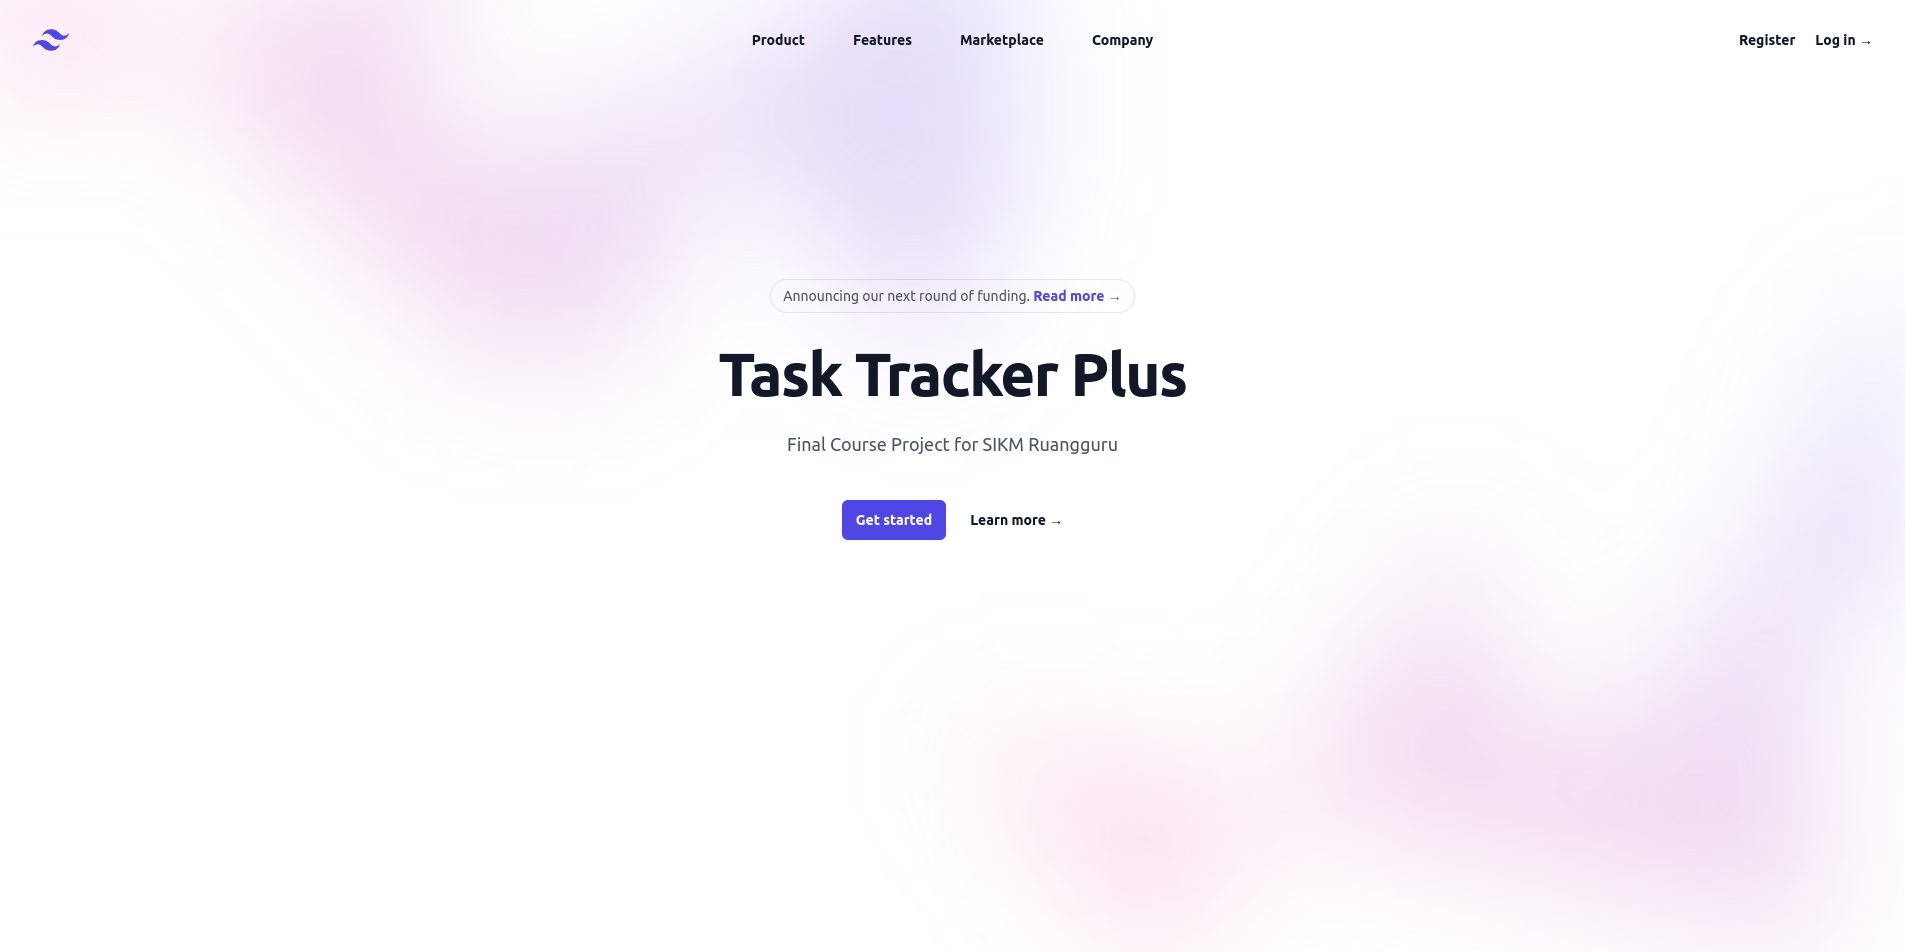 Product Features Marketplace Company Register Log in →
Announcing our next round of funding. Read more →
Task Tracker Plus
Final Course Project for SIKM Ruangguru
Get started Learn more →